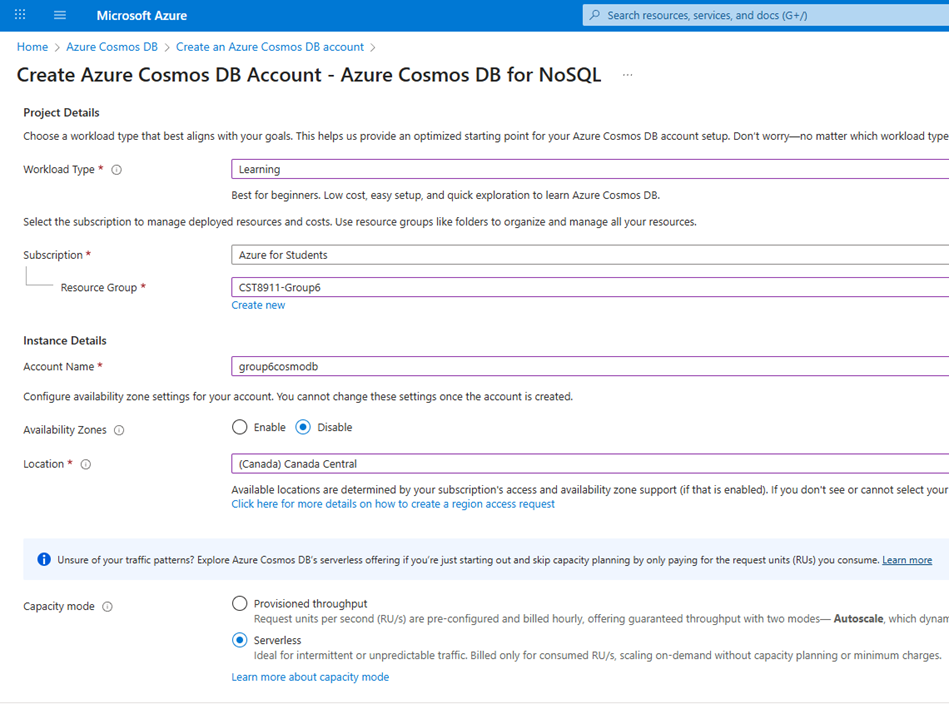 Microsoft Azure
Search resources, services, and docs (G+/)
Home > Azure Cosmos DB > Create an Azure Cosmos DB account >
Create Azure Cosmos DB Account - Azure Cosmos DB for NoSQL ...
Project Details
Choose a workload type that best aligns with your goals. This helps us provide an optimized starting point for your Azure Cosmos DB account setup. Don't worry—no matter which workload type
Workload Type *
Learning
Best for beginners. Low cost, easy setup, and quick exploration to learn Azure Cosmos DB.
Select the subscription to manage deployed resources and costs. Use resource groups like folders to organize and manage all your resources.
Subscription *
Azure for Students
Resource Group *
CST8911-Group6
Create new
Instance Details
Account Name *
group6cosmodb
Configure availability zone settings for your account. You cannot change these settings once the account is created.
Availability Zones
Enable
Disable
Location *
(Canada) Canada Central
Available locations are determined by your subscription's access and availability zone support (if that is enabled). If you don't see or cannot select your
Click here for more details on how to create a region access request
Unsure of your traffic patterns? Explore Azure Cosmos DB's serverless offering if you're just starting out and skip capacity planning by only paying for the request units (RUs) you consume. Learn more
Capacity mode
Provisioned throughput
Request units per second (RU/s) are pre-configured and billed hourly, offering guaranteed throughput with two modes— Autoscale, which dynam
Serverless
Ideal for intermittent or unpredictable traffic. Billed only for consumed RU/s, scaling on-demand without capacity planning or minimum charges.
Learn more about capacity mode